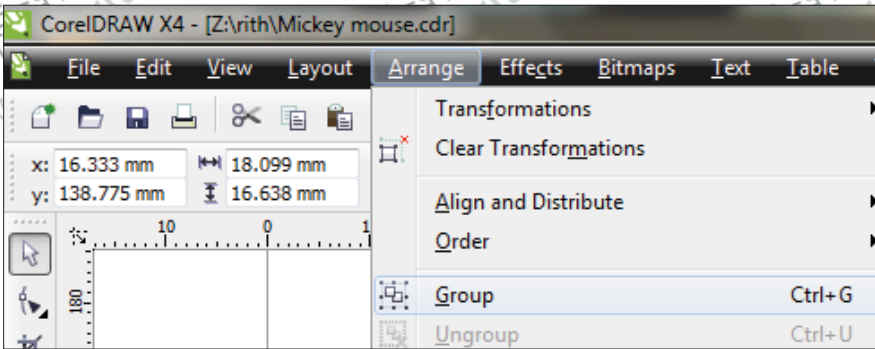 CorelDRAW X4 - [Z:\rith\Mickey mouse.cdr]
File Edit View Layout Arrange Effects Bitmaps Text Table
Transformations
Clear Transformations
x: 16.333 mm 18.099 mm
y: 138.775 mm 16.638 mm
Align and Distribute
10 0 1
Order
180
Group Ctrl+G
Ungroup Ctrl+U